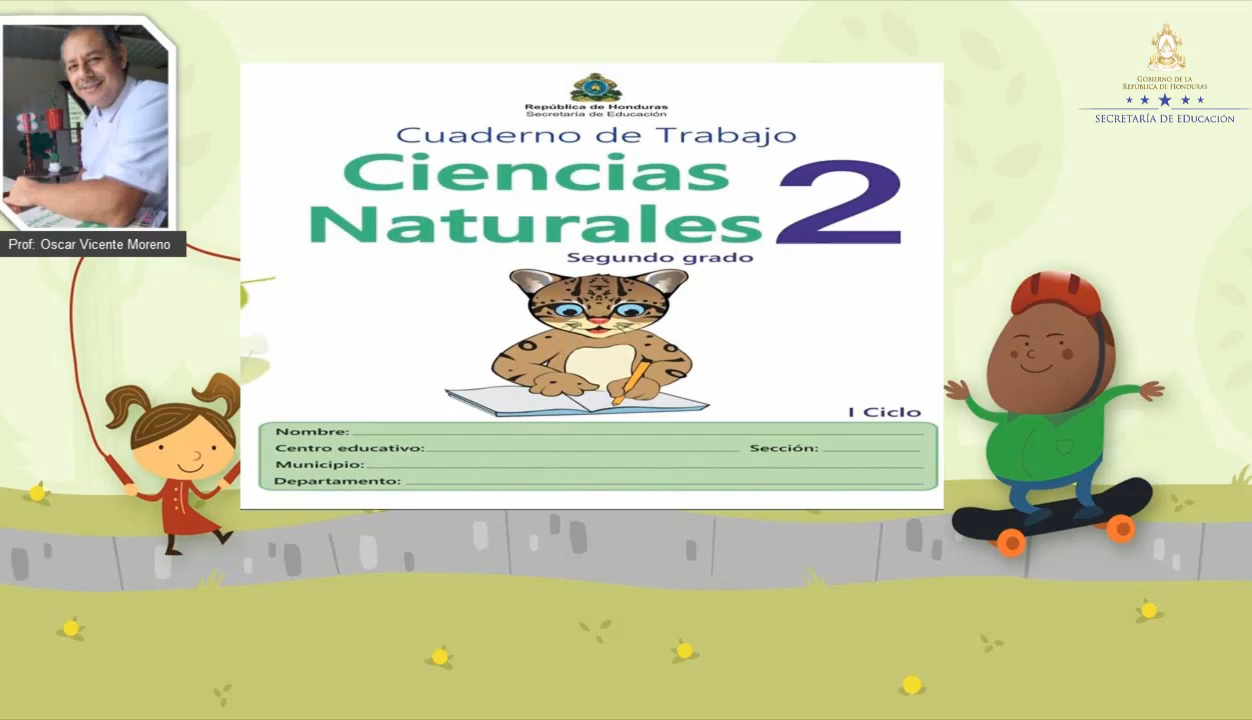 Prof: Oscar Vicente Moreno
República de Honduras
Secretaría de Educación
Cuaderno de Trabajo
Ciencias
Naturales 2
Segundo grado
I Ciclo
Nombre:
Centro educativo: Sección:
Municipio:
Departamento:
GOBIERNO DE LA
REPÚBLICA DE HONDURAS
SECRETARÍA DE EDUCACIÓN